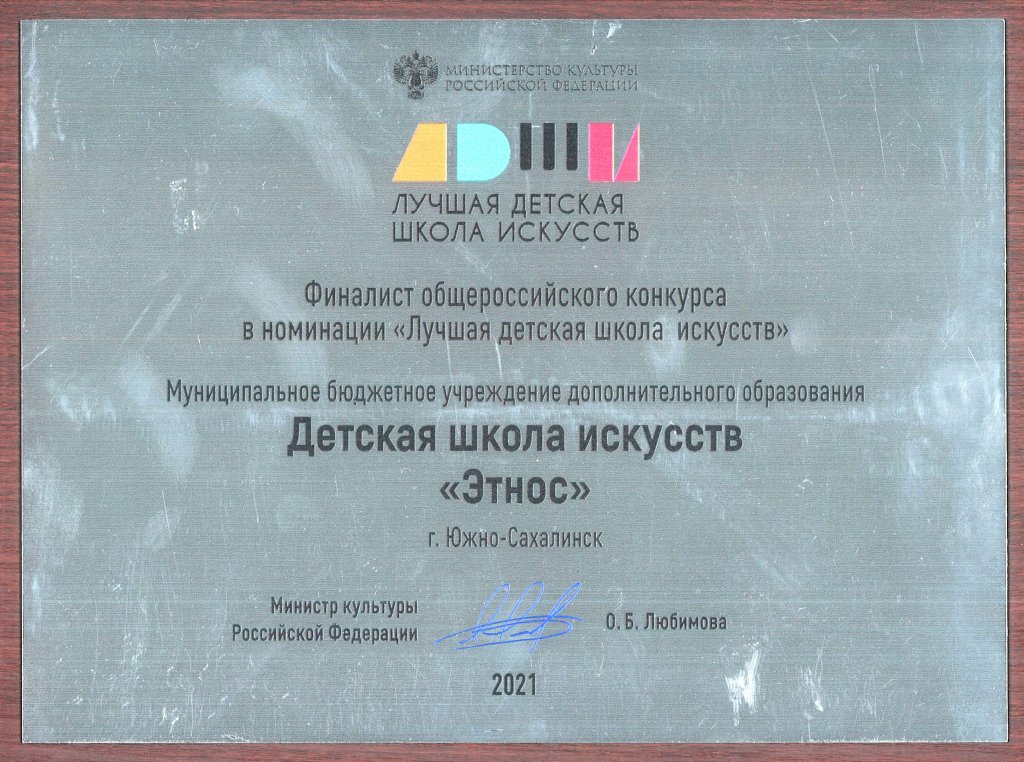 МИНИСТЕРСТВО КУЛЬТУРЫ
РОССИЙСКОЙ ФЕДЕРАЦИИ
ЛДШИ
ЛУЧШАЯ ДЕТСКАЯ
ШКОЛА ИСКУССТВ
Финалист общероссийского конкурса
в номинации «Лучшая детская школа искусств»
Муниципальное бюджетное учреждение дополнительного образования
Детская школа искусств
«Этнос»
г. Южно-Сахалинск
Министр культуры
Российской Федерации
О. Б. Любимова
2021